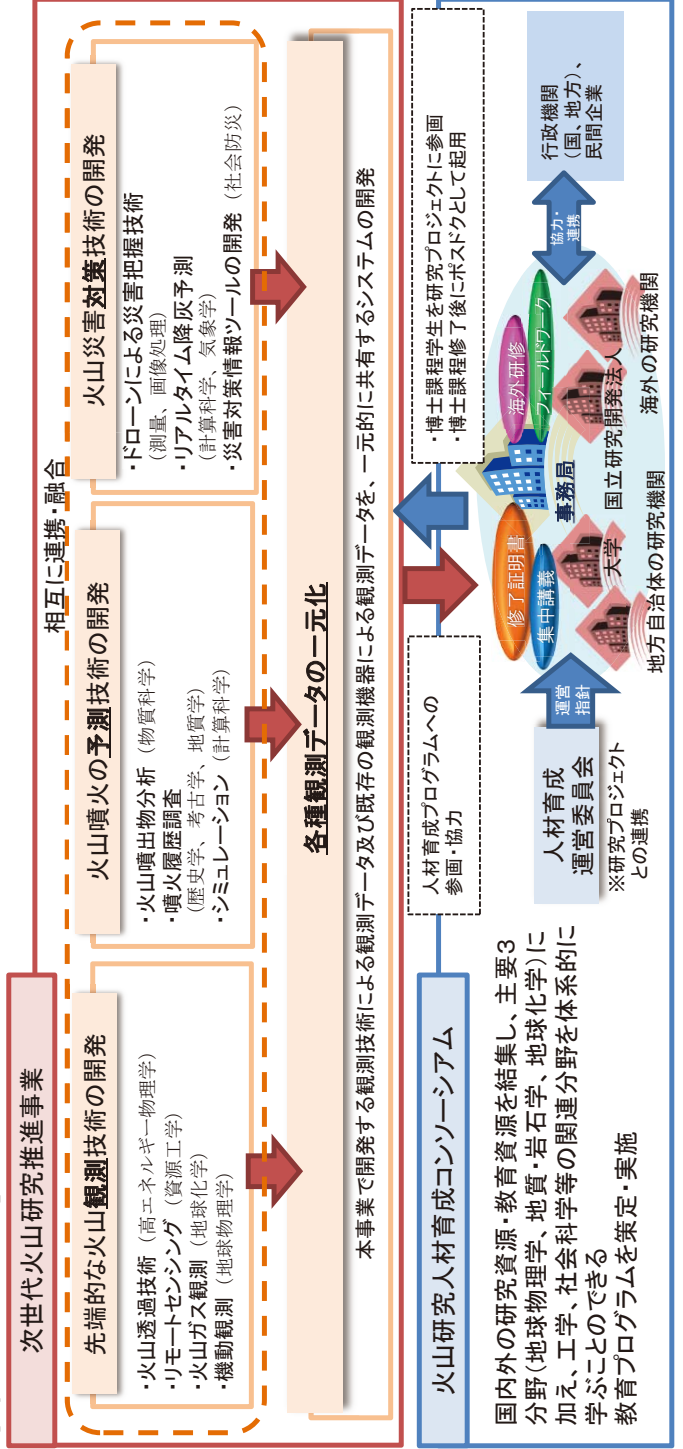 次世代火山研究推進事業
相互に連携・融合
先端的な火山観測技術の開発
・火山透過技術（高エネルギー物理学）
・リモートセンシング（資源工学）
・火山ガス観測（地球化学）
・機動観測（地球物理学）
火山噴火の予測技術の開発
・火山噴出物分析（物質科学）
・噴火履歴調査
（歴史学、考古学、地質学）
・シミュレーション（計算科学）
火山災害対策技術の開発
・ドローンによる災害把握技術
（測量、画像処理）
・リアルタイム降灰予測
（計算科学、気象学）
・災害対策情報ツールの開発（社会防災）
各種観測データの一元化
本事業で開発する観測技術による観測データ及び既存の観測機器による観測データを、一元的に共有するシステムの開発
人材育成プログラムへの
参画・協力
・博士課程学生を研究プロジェクトに参画
・博士課程修了後にポスドクとして起用
火山研究人材育成コンソーシアム
国内外の研究資源・教育資源を結集し、主要３
分野（地球物理学、地質・岩石学、地球化学）に
加え、工学、社会科学等の関連分野を体系的に
学ぶことのできる
教育プログラムを策定・実施
人材育成
運営委員会
※研究プロジェクト
との連携
運営
指針
修了証明書
集中講義
海外研修
フィールドワーク
事務局
大学
国立研究開発法人
地方自治体の研究機関
海外の研究機関
協力・
連携
行政機関
（国、地方）、
民間企業